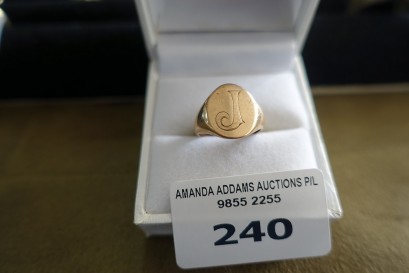 J
AMANDA ADDAMS AUCTIONS P/L
9855 2255
240